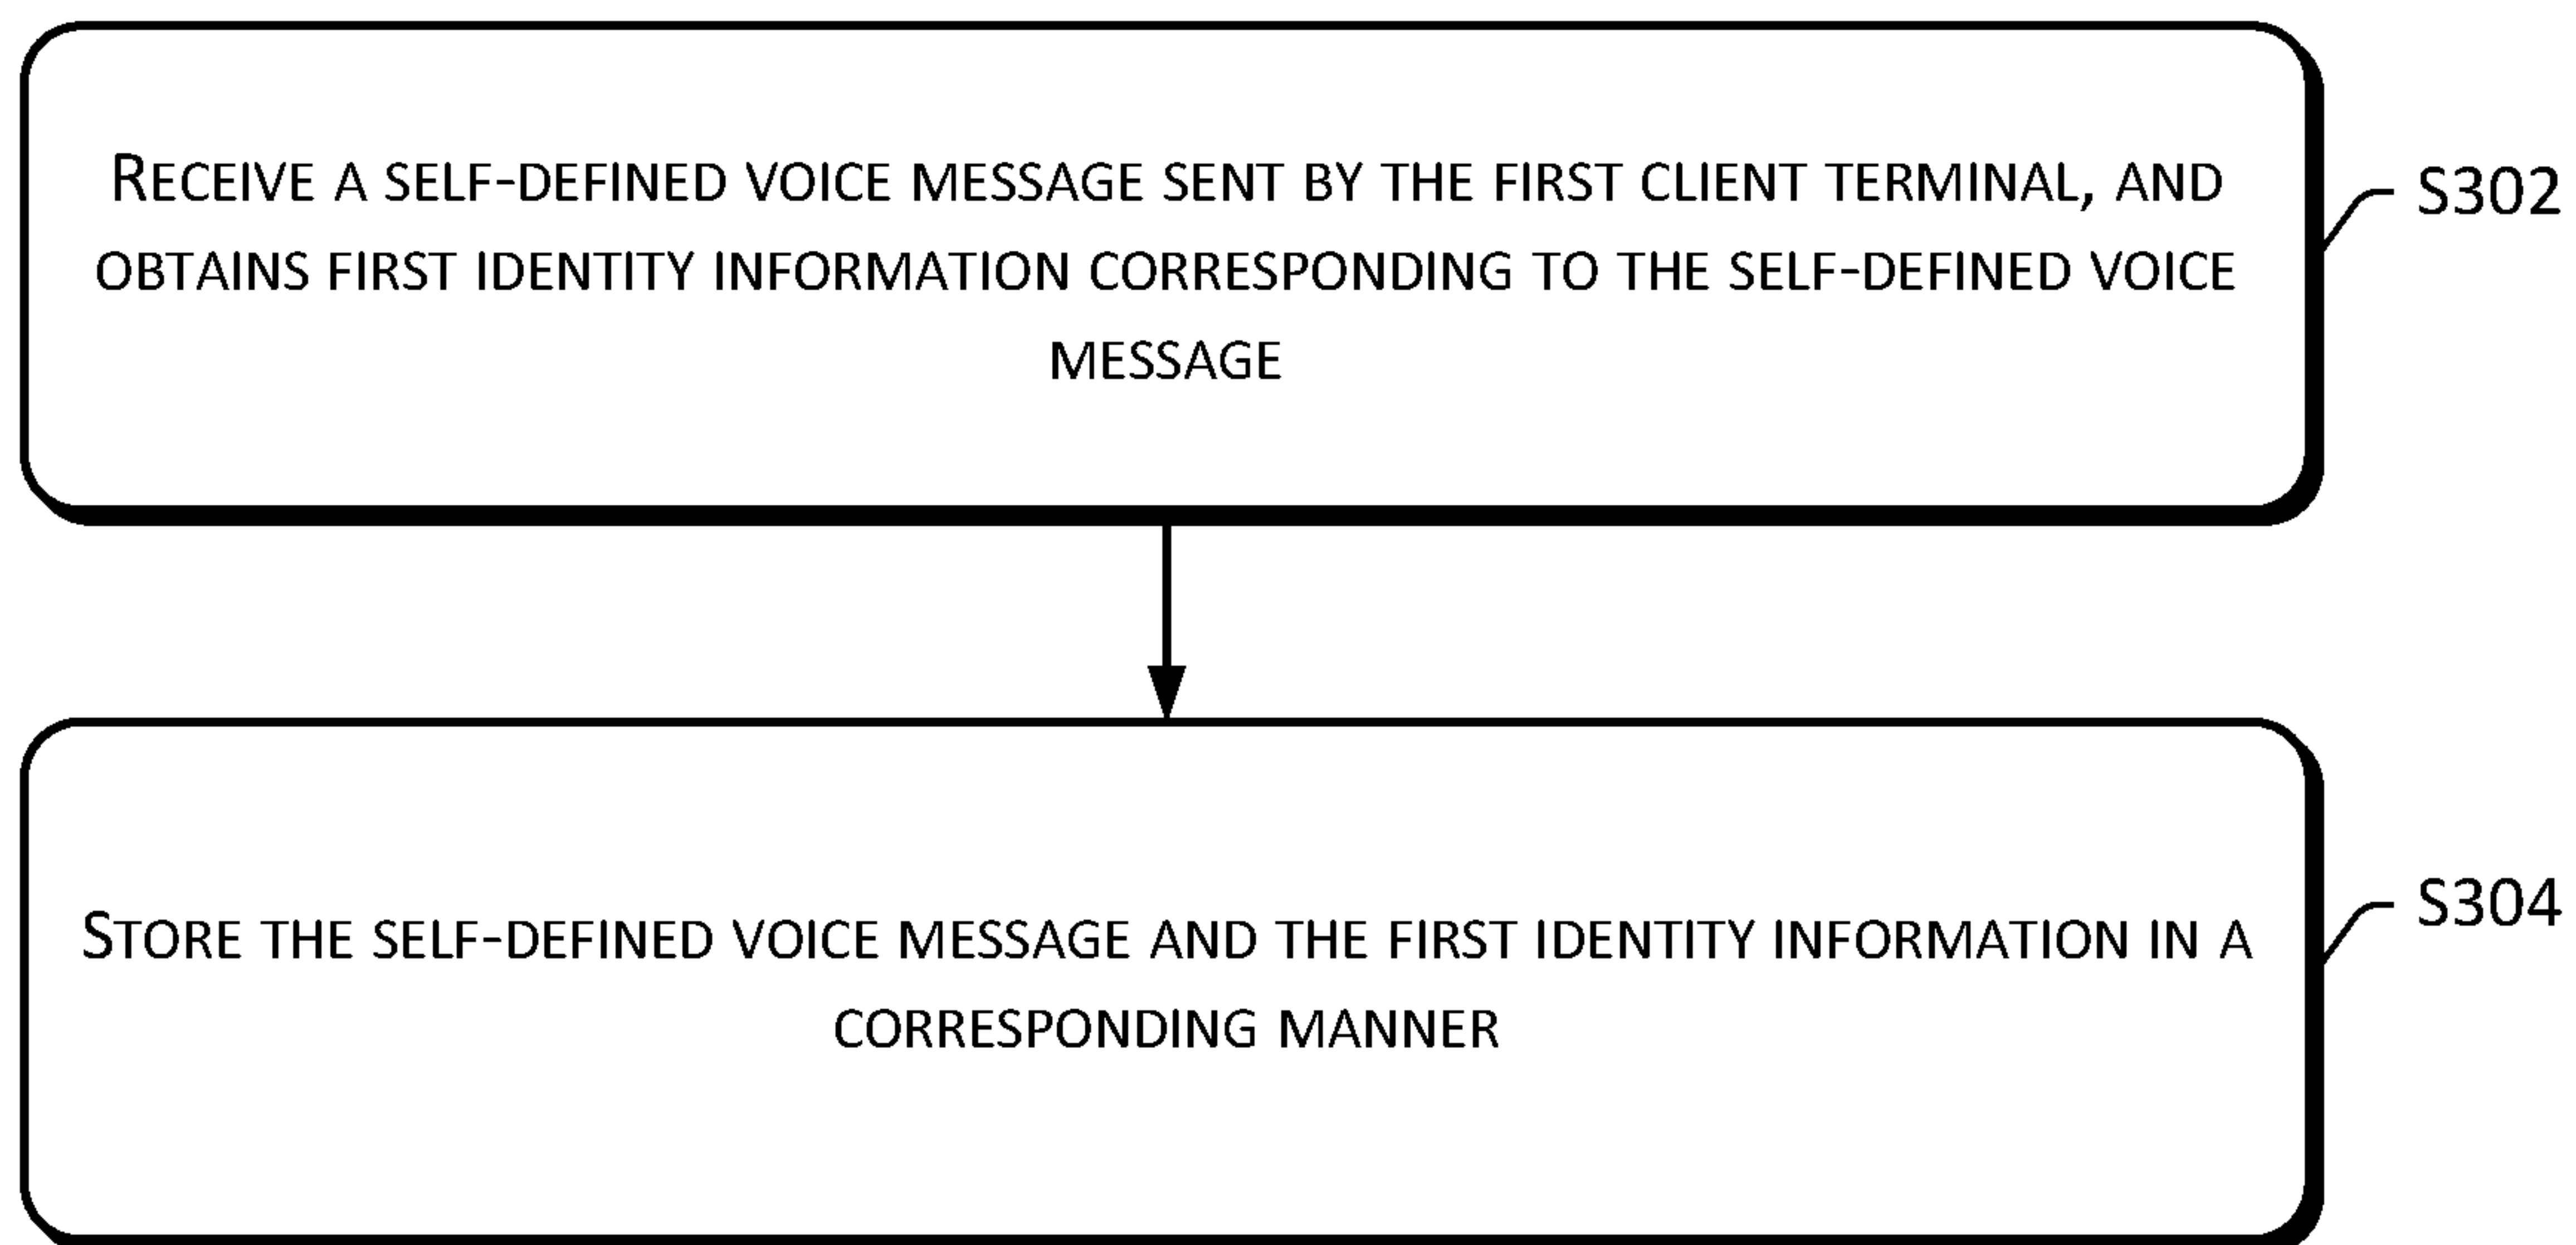 RECEIVE A SELF-DEFINED VOICE MESSAGE SENT BY THE FIRST CLIENT TERMINAL, AND
OBTAINS FIRST IDENTITY INFORMATION CORRESPONDING TO THE SELF-DEFINED VOICE
MESSAGE
S302
STORE THE SELF-DEFINED VOICE MESSAGE AND THE FIRST IDENTITY INFORMATION IN A
CORRESPONDING MANNER
S304